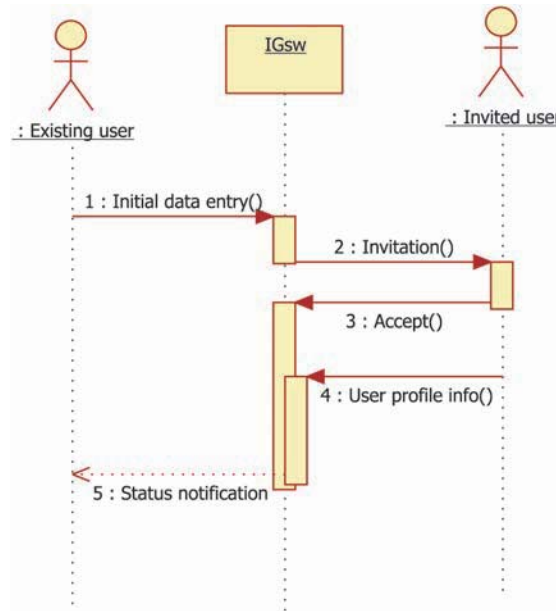 IGsw
: Existing user
: Invited user
1 : Initial data entry()
2 : Invitation()
3 : Accept()
4 : User profile info()
5 : Status notification